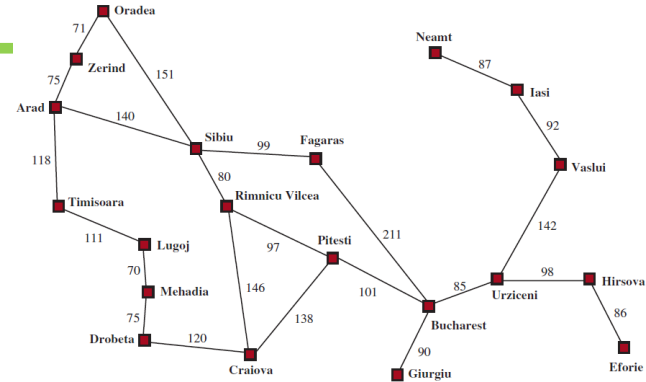 Oradea
71
Neamt
Zerind
87
75
151
Iasi
Arad
140
92
Sibiu
Fagaras
99
118
Vaslui
80
Timisoara
Rimnicu Vilcea
111
142
Lugoj
97
Pitesti
211
70
98
Mehadia
146
101
85
Hirsova
Urziceni
75
138
86
Bucharest
Drobeta
120
90
Eforie
Craiova
Giurgiu